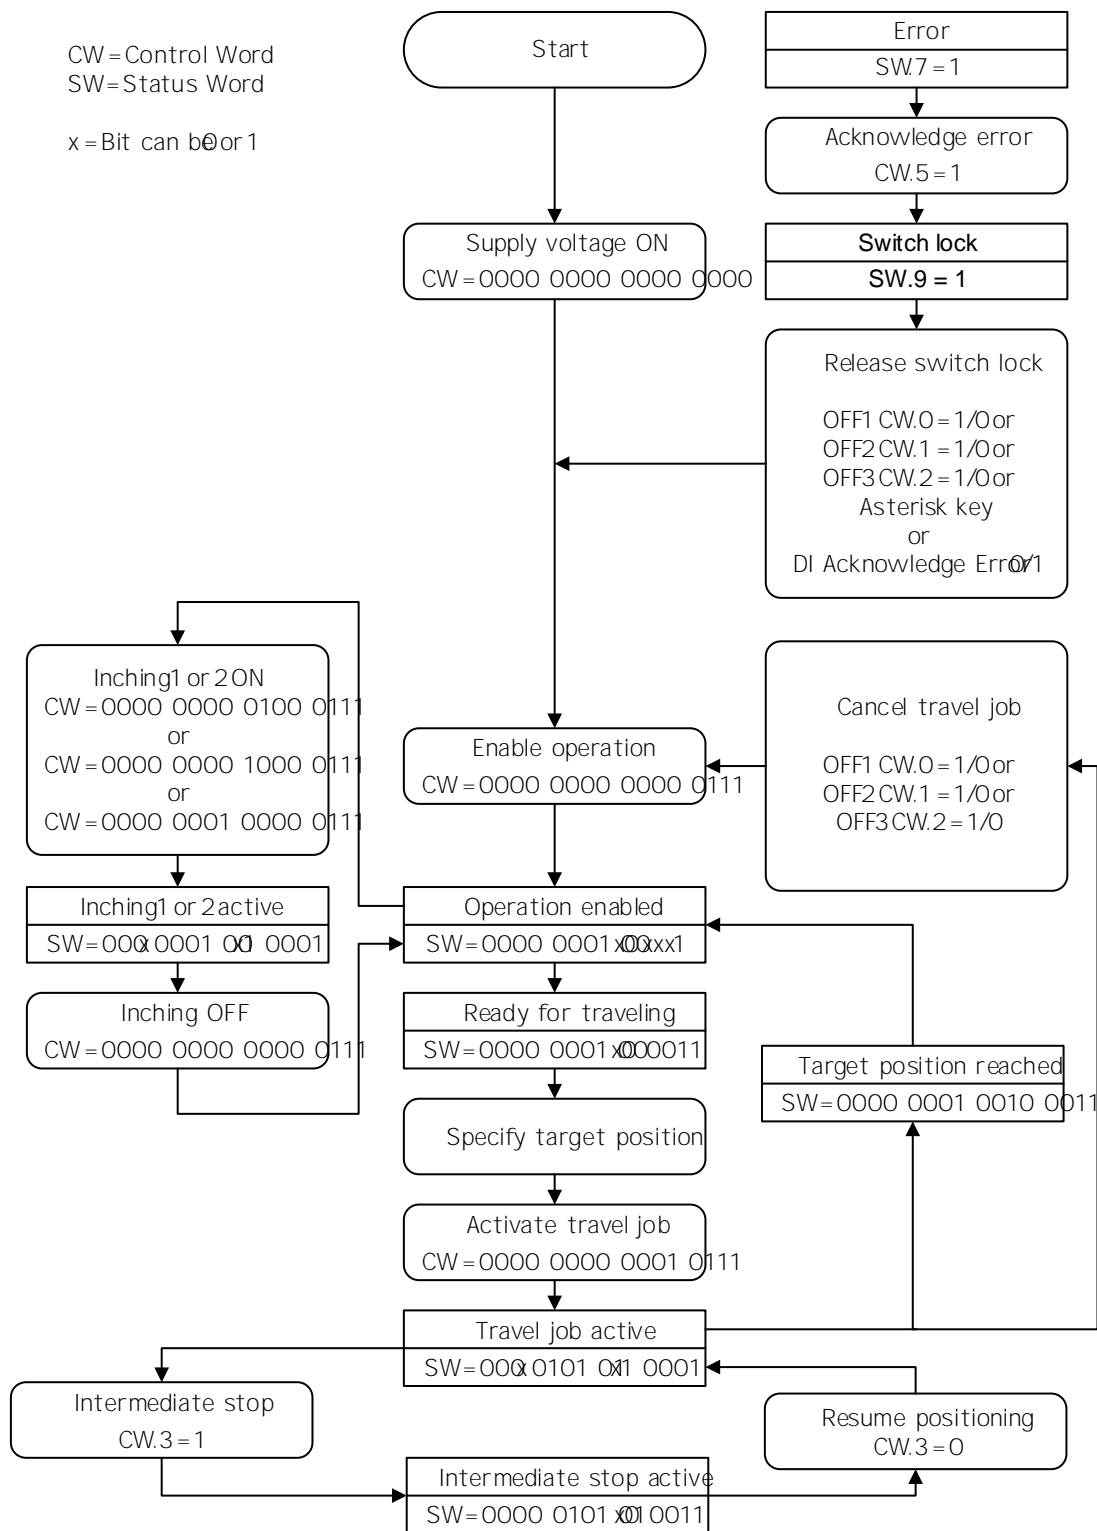 CW=Control Word
SW=Status Word
x=Bit can be 0 or 1
Start
Error
SW.7=1
Acknowledge error
CW.5=1
Supply voltage ON
CW=0000 0000 0000 0000
Switch lock
SW.9 = 1
Release switch lock
OFF1 CW.0=1/0 or
OFF2 CW.1=1/0 or
OFF3 CW.2=1/0 or
Asterisk key
or
DI Acknowledge Error 0/1
Inching 1 or 2 ON
CW=0000 0000 0100 0111
or
CW=0000 0000 1000 0111
or
CW=0000 0001 0000 0111
Enable operation
CW=0000 0000 0000 0111
Cancel travel job
OFF1 CW.0=1/0 or
OFF2 CW.1=1/0 or
OFF3 CW.2=1/0
Inching 1 or 2 active
SW=000x 0001 00x1 0001
Operation enabled
SW=0000 0001 x00xxx1
Inching OFF
CW=0000 0000 0000 0111
Ready for traveling
SW=0000 0001 x000011
Target position reached
SW=0000 0001 0010 0011
Specify target position
Activate travel job
CW=0000 0000 0001 0111
Travel job active
SW=000x 0101 01x1 0001
Intermediate stop
CW.3=1
Resume positioning
CW.3=0
Intermediate stop active
SW=0000 0101 x010011